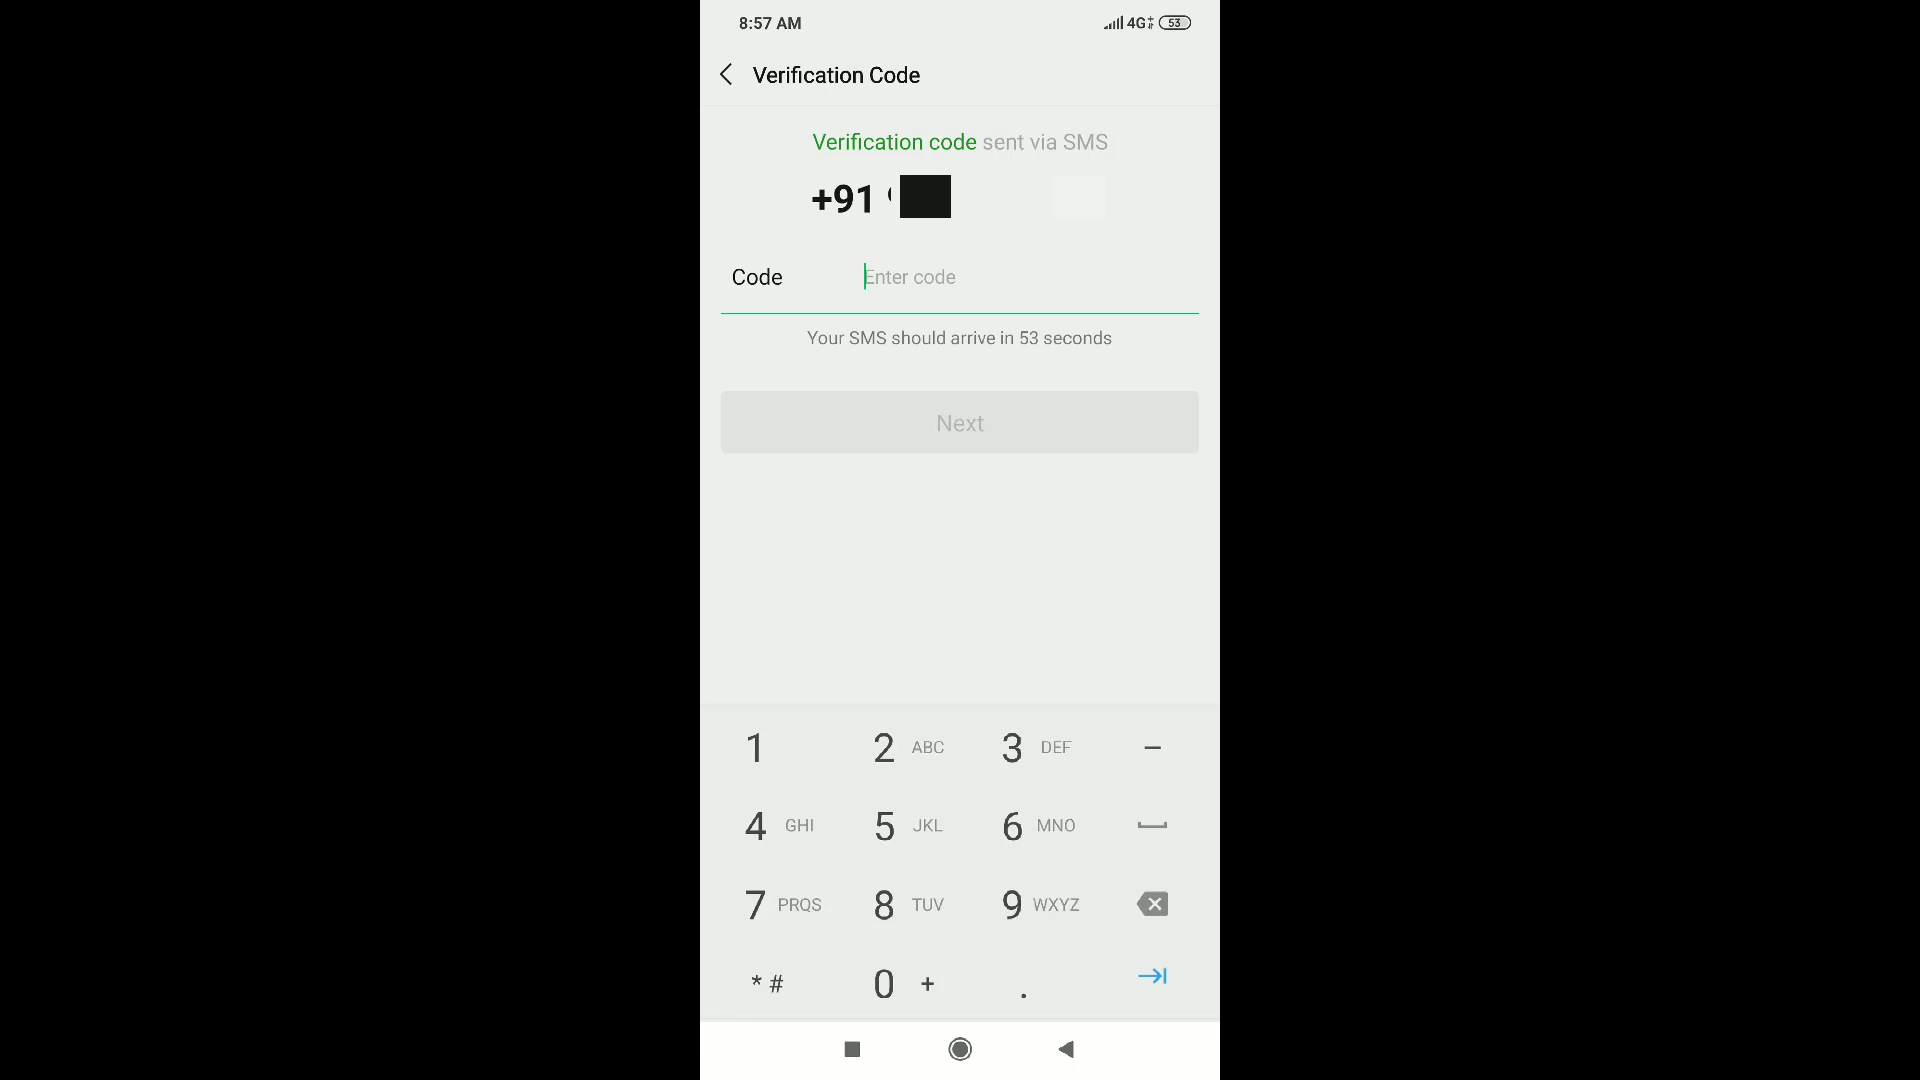 8:57 AM 4G 53
Verification Code
Verification code sent via SMS
+91
Code Enter code
Your SMS should arrive in 53 seconds
Next
1 2 ABC 3 DEF –
4 GHI 5 JKL 6 MNO
7 PRQS 8 TUV 9 WXYZ
* # 0 + .